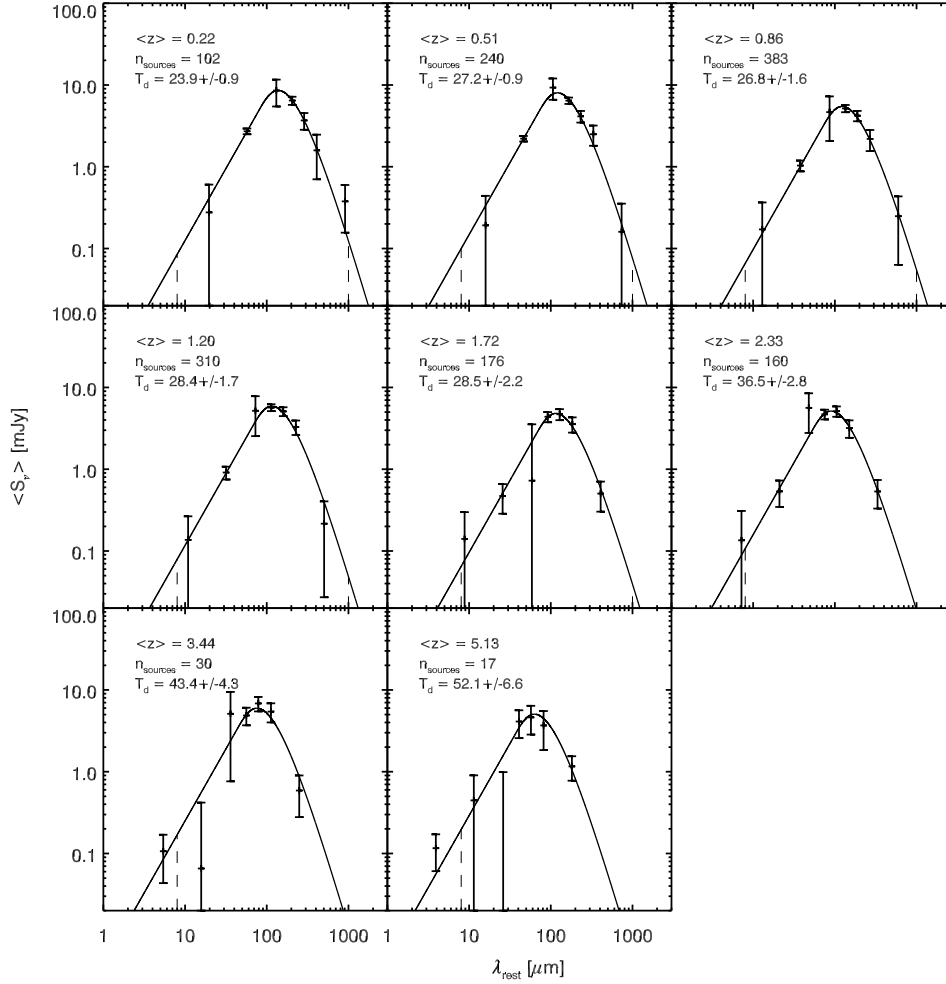 100.0
10.0
1.0
0.1
<z> = 0.22
n_sources = 102
T_d = 23.9+/-0.9
<z> = 0.51
n_sources = 240
T_d = 27.2+/-0.9
<z> = 0.86
n_sources = 383
T_d = 26.8+/-1.6
100.0
10.0
1.0
0.1
<z> = 1.20
n_sources = 310
T_d = 28.4+/-1.7
<z> = 1.72
n_sources = 176
T_d = 28.5+/-2.2
<z> = 2.33
n_sources = 160
T_d = 36.5+/-2.8
<S_ν> [mJy]
100.0
10.0
1.0
0.1
<z> = 3.44
n_sources = 30
T_d = 43.4+/-4.3
<z> = 5.13
n_sources = 17
T_d = 52.1+/-6.6
1 10 100 1000 1 10 100 1000
λ_rest [μm]